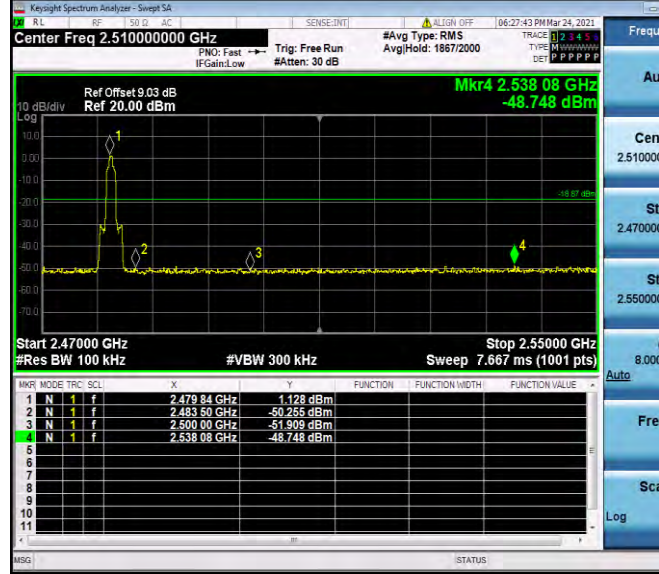 Keysight Spectrum Analyzer - Swept SA
RL RF 50 Ω AC SENSE:INT ALIGN OFF 06:27:43 PM Mar 24, 2021
Center Freq 2.510000000 GHz
PNO: Fast
IFGain:Low
Trig: Free Run
#Atten: 30 dB
#Avg Type: RMS
Avg|Hold: 1867/2000
TRACE 1 2 3 4 5 6
TYPE M W W W W W
DET P P P P P P
Ref Offset 9.03 dB
Ref 20.00 dBm
10 dB/div
Log
Mkr4 2.538 08 GHz
-48.748 dBm
10.0
0.00
-10.0
-20.0
-30.0
-40.0
-50.0
-60.0
-70.0
1
2
3
4
Start 2.47000 GHz
#Res BW 100 kHz
#VBW 300 kHz
Stop 2.55000 GHz
Sweep 7.667 ms (1001 pts)
MKR MODE TRC SCL X Y FUNCTION FUNCTION WIDTH FUNCTION VALUE
1 N 1 f 2.479 84 GHz 1.128 dBm
2 N 1 f 2.483 50 GHz -50.255 dBm
3 N 1 f 2.500 00 GHz -51.909 dBm
4 N 1 f 2.538 08 GHz -48.748 dBm
5
6
7
8
9
10
11
MSG
STATUS
Frequ
Au
Cen
2.510000
St
2.470000
St
2.550000
8.000
Auto
Fre
Sca
Log